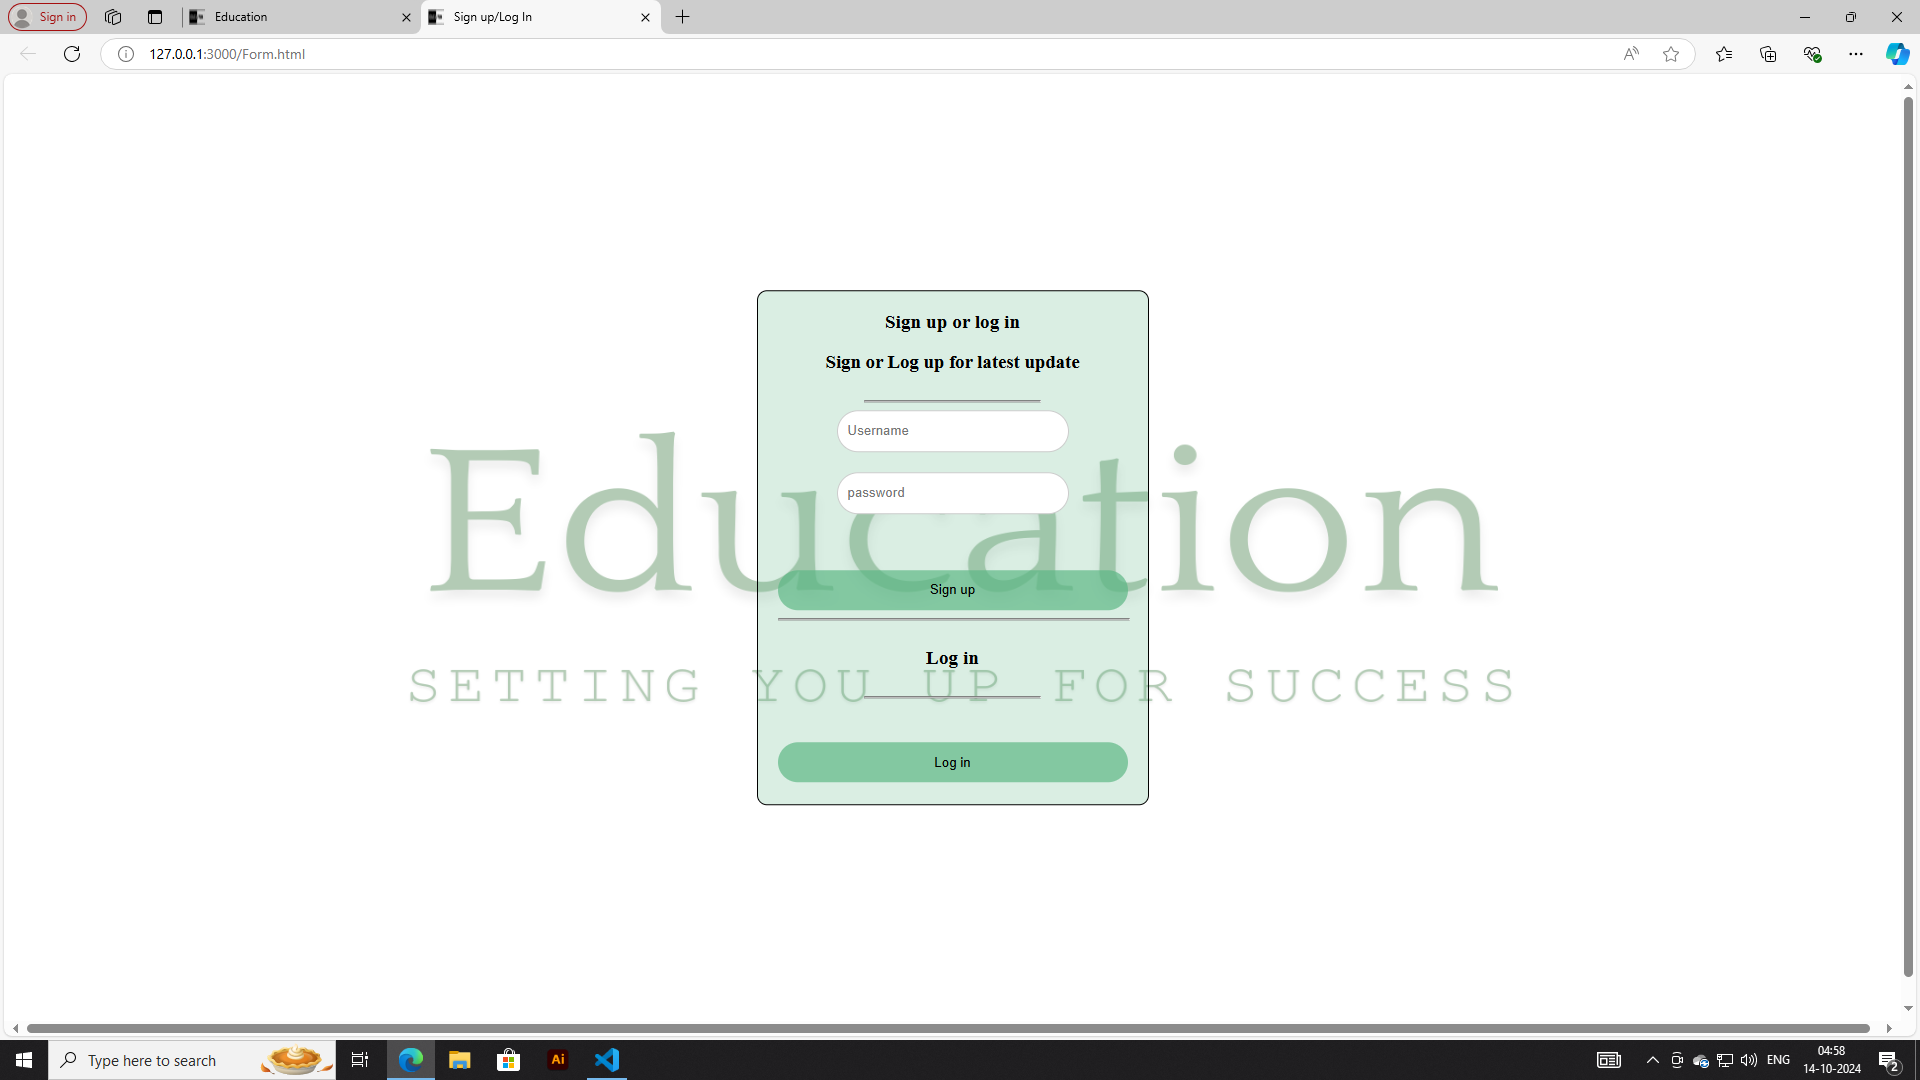 Sign in
Education
Sign up/Log In
127.0.0.1:3000/Form.html
Sign up or log in
Sign or Log up for latest update
Username
password
Education
Sign up
Log in
SETTING YOU UP FOR SUCCESS
Log in
Type here to search
Ai
ENG
04:58
14-10-2024
2